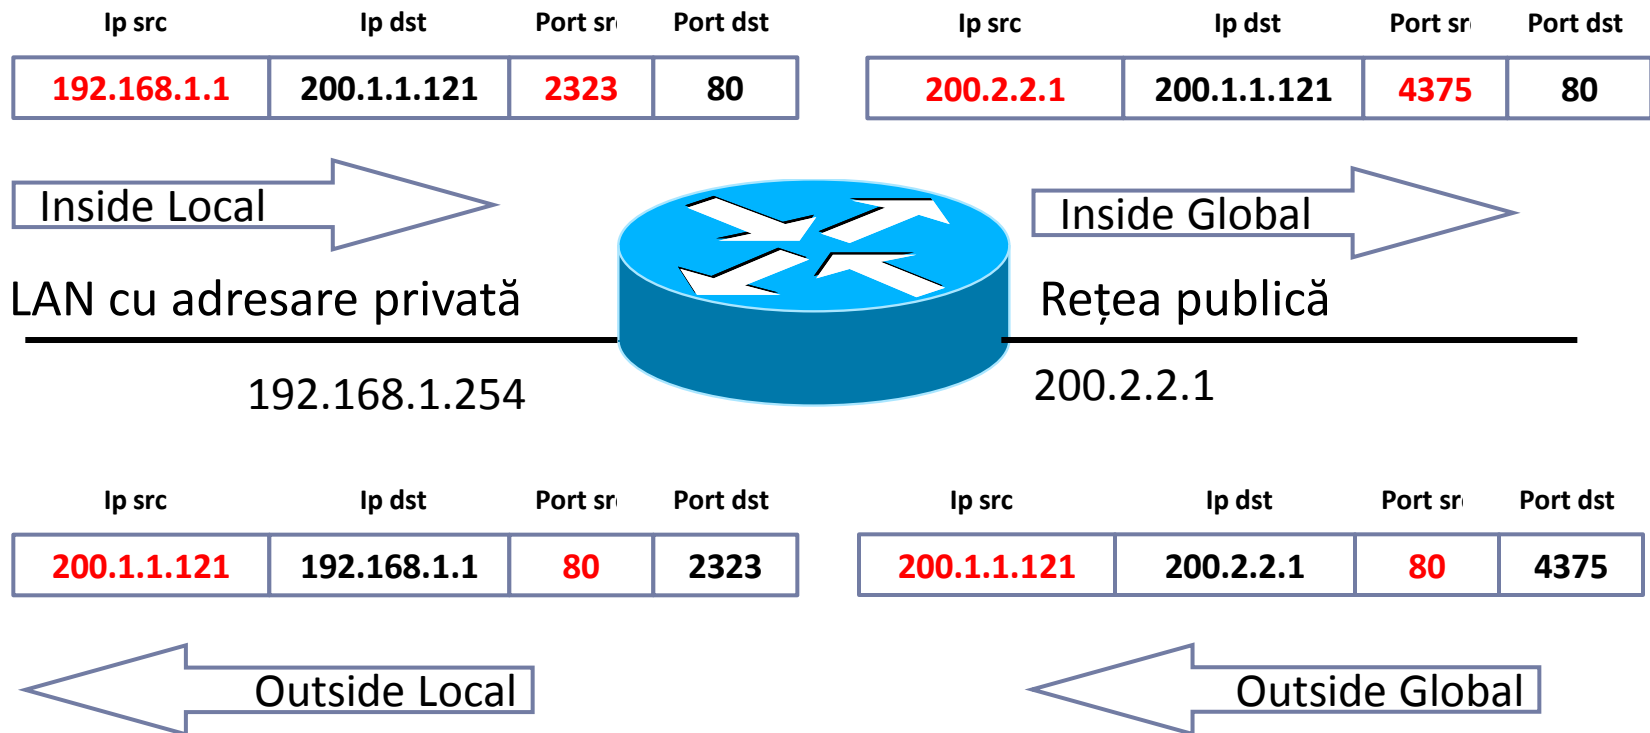 Ip src Ip dst Port sr Port dst
192.168.1.1 200.1.1.121 2323 80
Ip src Ip dst Port sr Port dst
200.2.2.1 200.1.1.121 4375 80
Inside Local
Inside Global
LAN cu adresare privată
Rețea publică
192.168.1.254
200.2.2.1
Ip src Ip dst Port sr Port dst
200.1.1.121 192.168.1.1 80 2323
Ip src Ip dst Port sr Port dst
200.1.1.121 200.2.2.1 80 4375
Outside Local
Outside Global